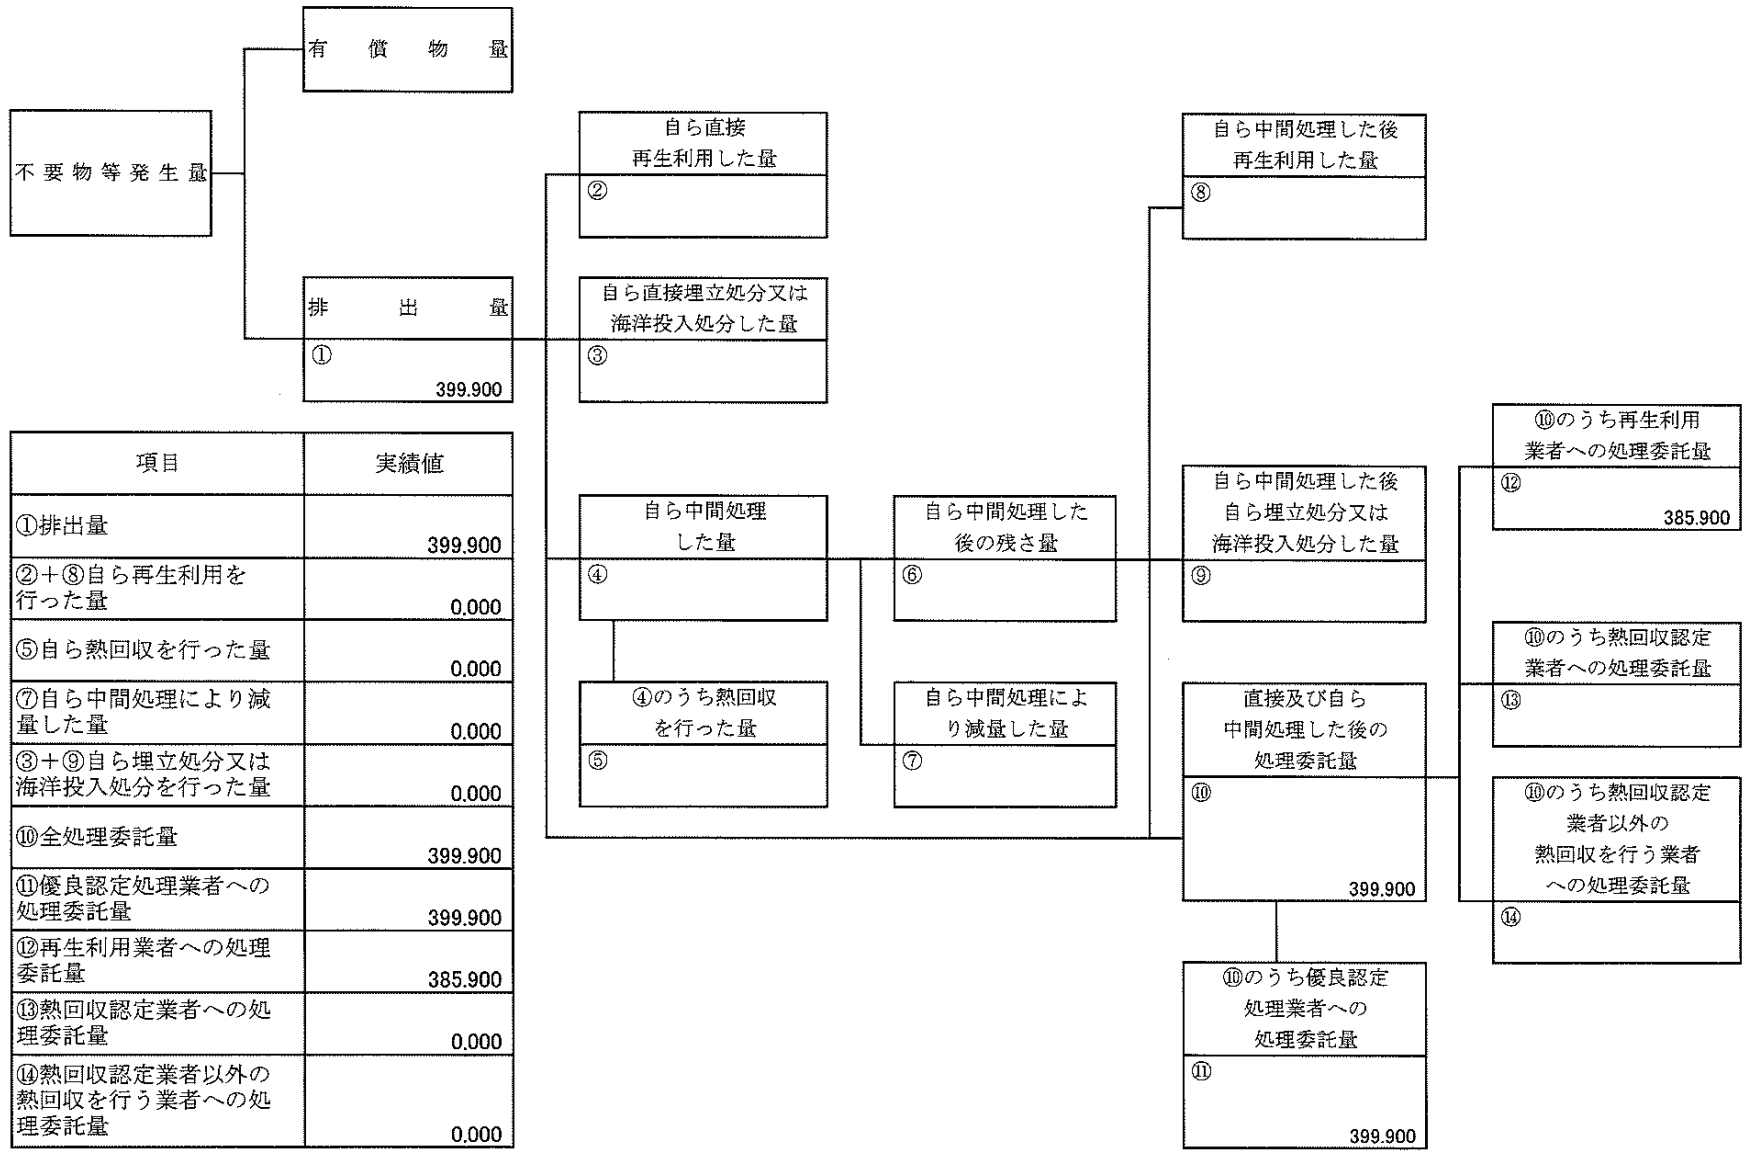 有償物量
不要物等発生量
排出量
①
399.900
自ら直接
再生利用した量
②
自ら直接埋立処分又は
海洋投入処分した量
③
自ら中間処理
した量
④
④のうち熱回収
を行った量
⑤
自ら中間処理した
後の残さ量
⑥
自ら中間処理によ
り減量した量
⑦
自ら中間処理した後
再生利用した量
⑧
自ら中間処理した後
自ら埋立処分又は
海洋投入処分した量
⑨
直接及び自ら
中間処理した後の
処理委託量
⑩
399.900
⑩のうち優良認定
処理業者への
処理委託量
⑪
399.900
⑩のうち再生利用
業者への処理委託量
⑫
385.900
⑩のうち熱回収認定
業者への処理委託量
⑬
⑩のうち熱回収認定
業者以外の
熱回収を行う業者
への処理委託量
⑭
項目 実績値
①排出量
399.900
②+⑧自ら再生利用を
行った量
0.000
⑤自ら熱回収を行った量
0.000
⑦自ら中間処理により減
量した量
0.000
③+⑨自ら埋立処分又は
海洋投入処分を行った量
0.000
⑩全処理委託量
399.900
⑪優良認定処理業者への
処理委託量
399.900
⑫再生利用業者への処理
委託量
385.900
⑬熱回収認定業者への処
理委託量
0.000
⑭熱回収認定業者以外の
熱回収を行う業者への処
理委託量
0.000